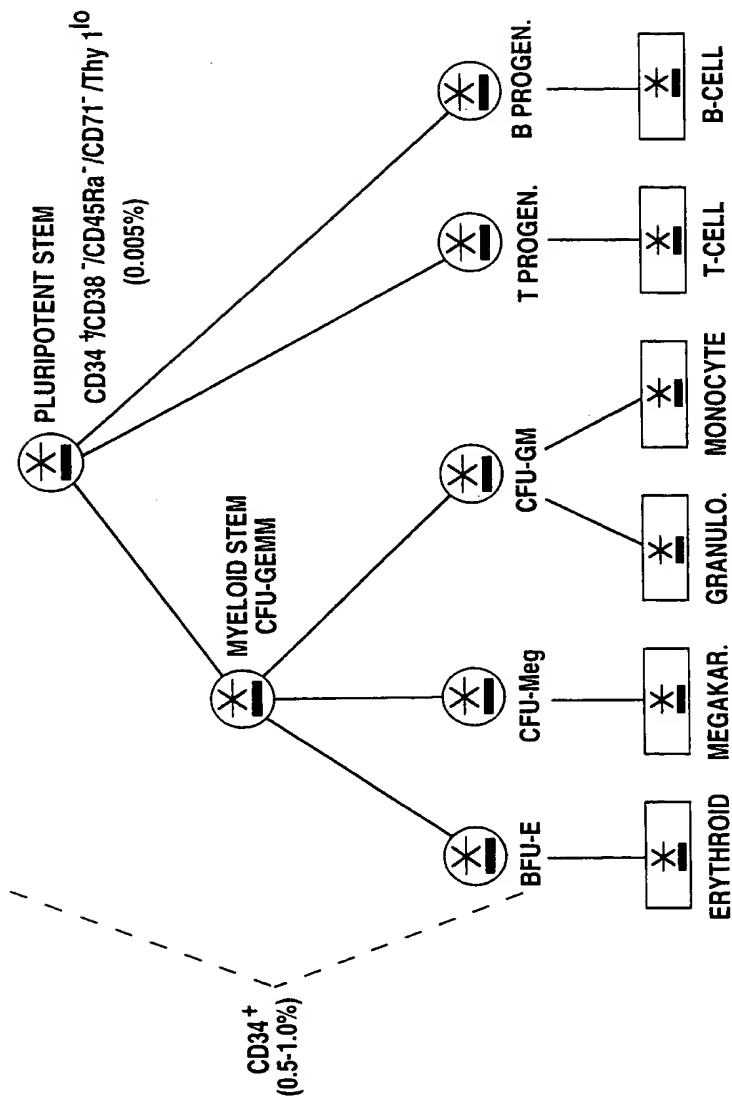 PLURIPOTENT STEM
CD34⁺/CD38⁻/CD45Ra⁻/CD71⁻/Thy 1ˡᵒ
(0.005%)
MYELOID STEM
CFU-GEMM
CD34⁺
(0.5-1.0%)
BFU-E
CFU-Meg
CFU-GM
T PROGEN.
B PROGEN.
ERYTHROID
MEGAKAR.
GRANULO.
MONOCYTE
T-CELL
B-CELL